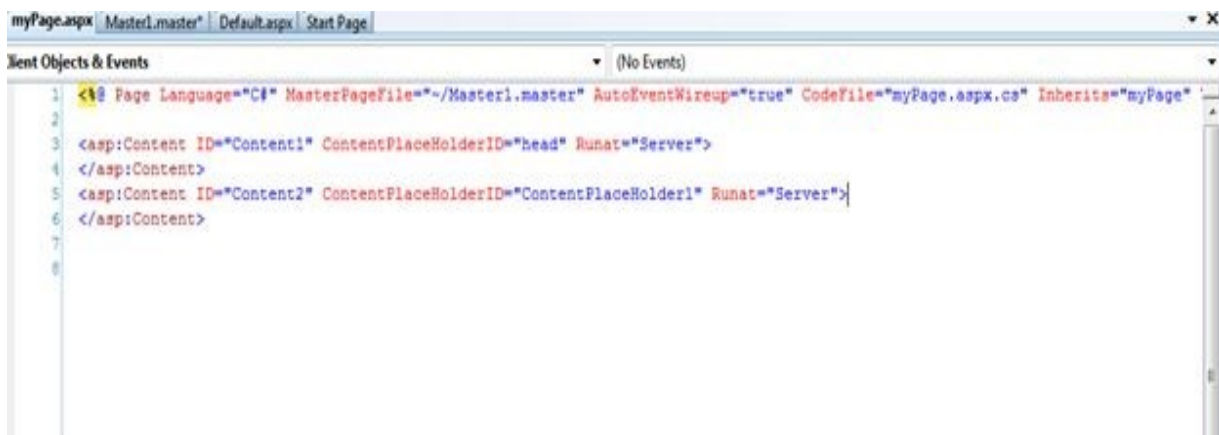 myPage.aspx Master1.master* Default.aspx Start Page
lient Objects & Events (No Events)
1 <%@ Page Language="C#" MasterPageFile="~/Master1.master" AutoEventWireup="true" CodeFile="myPage.aspx.cs" Inherits="myPage"
2
3 <asp:Content ID="Content1" ContentPlaceHolderID="head" Runat="Server">
4 </asp:Content>
5 <asp:Content ID="Content2" ContentPlaceHolderID="ContentPlaceHolder1" Runat="Server">
6 </asp:Content>
7
8